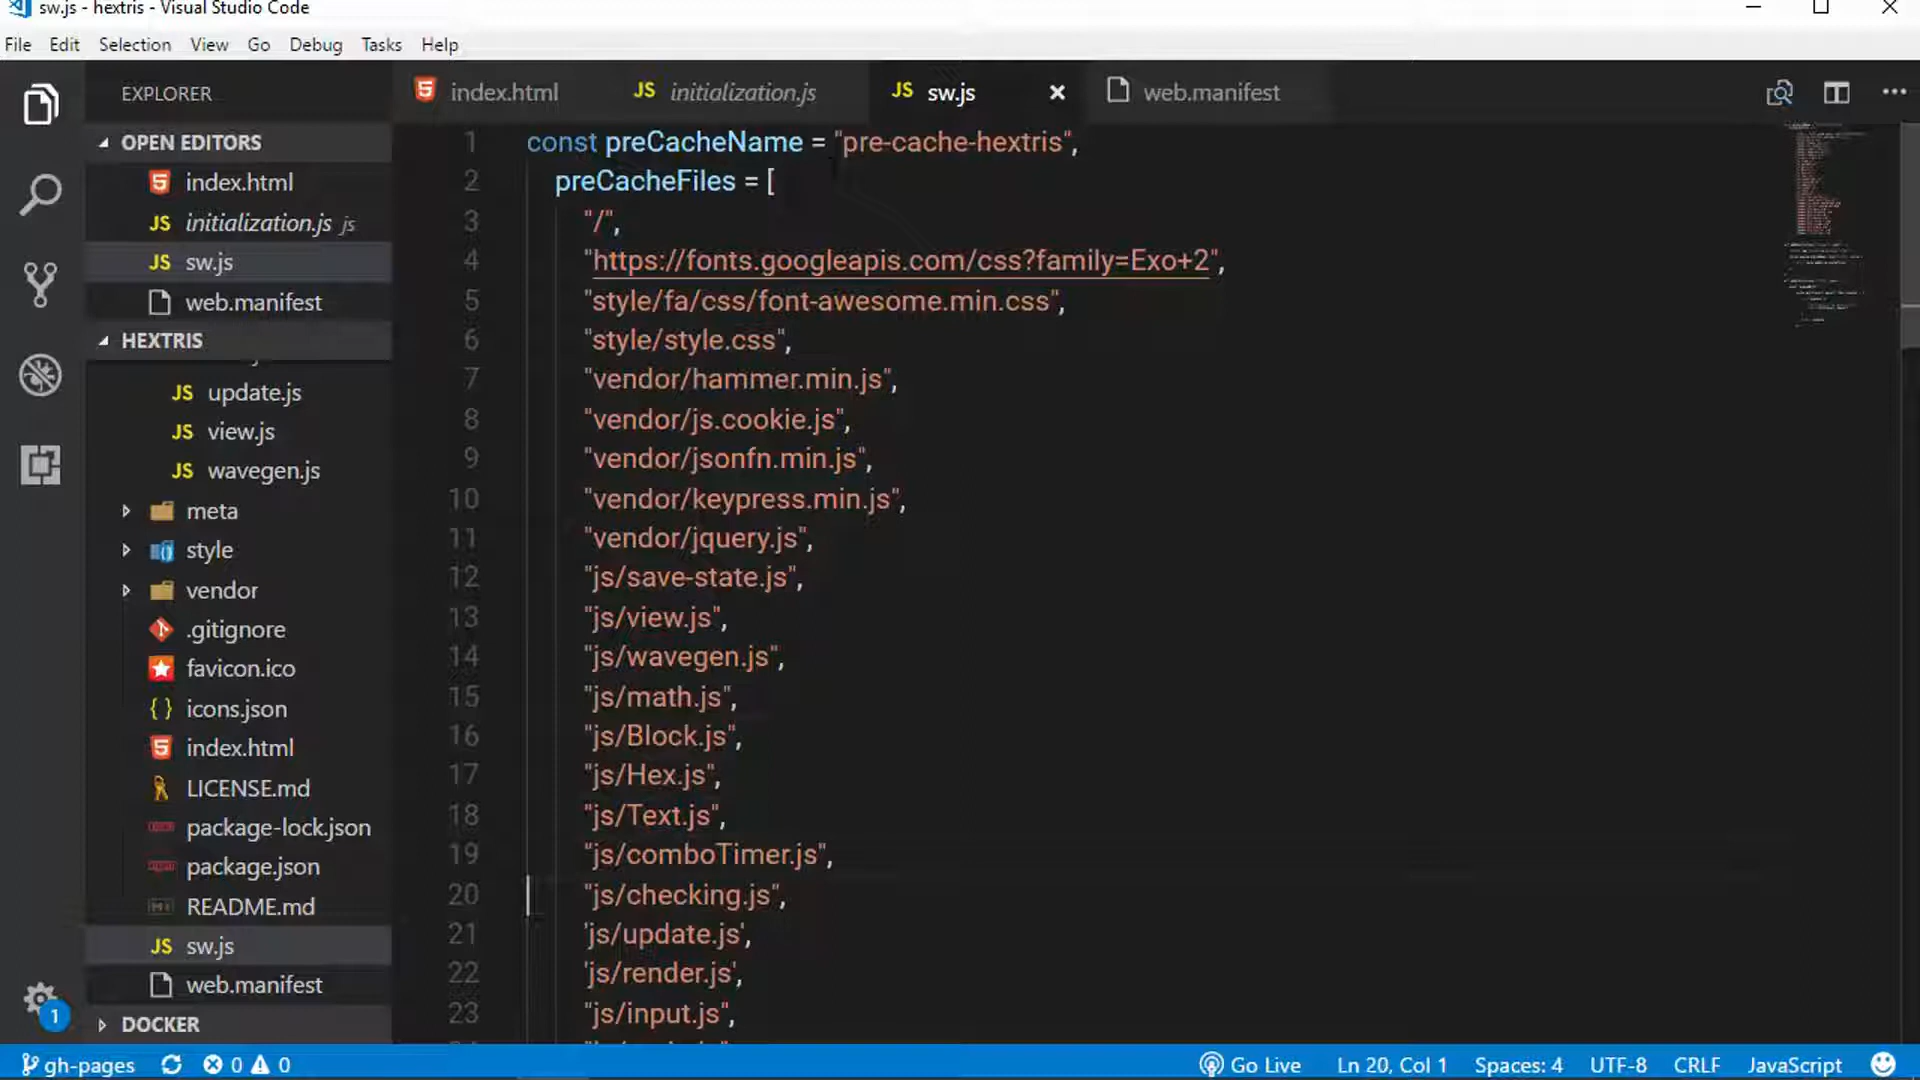 sw.js - hextris - Visual Studio Code
File Edit Selection View Go Debug Tasks Help
EXPLORER
index.html
JS initialization.js
JS sw.js
web.manifest
OPEN EDITORS
index.html
JS initialization.js js
JS sw.js
web.manifest
HEXTRIS
JS update.js
JS view.js
JS wavegen.js
meta
style
vendor
.gitignore
favicon.ico
{} icons.json
index.html
LICENSE.md
package-lock.json
package.json
README.md
JS sw.js
web.manifest
DOCKER
1 const preCacheName = "pre-cache-hextris",
2 preCacheFiles = [
3 "/",
4 "https://fonts.googleapis.com/css?family=Exo+2",
5 "style/fa/css/font-awesome.min.css",
6 "style/style.css",
7 "vendor/hammer.min.js",
8 "vendor/js.cookie.js",
9 "vendor/jsonfn.min.js",
10 "vendor/keypress.min.js",
11 "vendor/jquery.js",
12 "js/save-state.js",
13 "js/view.js",
14 "js/wavegen.js",
15 "js/math.js",
16 "js/Block.js",
17 "js/Hex.js",
18 "js/Text.js",
19 "js/comboTimer.js",
20 "js/checking.js",
21 'js/update.js',
22 'js/render.js',
23 "js/input.js",
1
gh-pages 0 0 Go Live Ln 20, Col 1 Spaces: 4 UTF-8 CRLF JavaScript